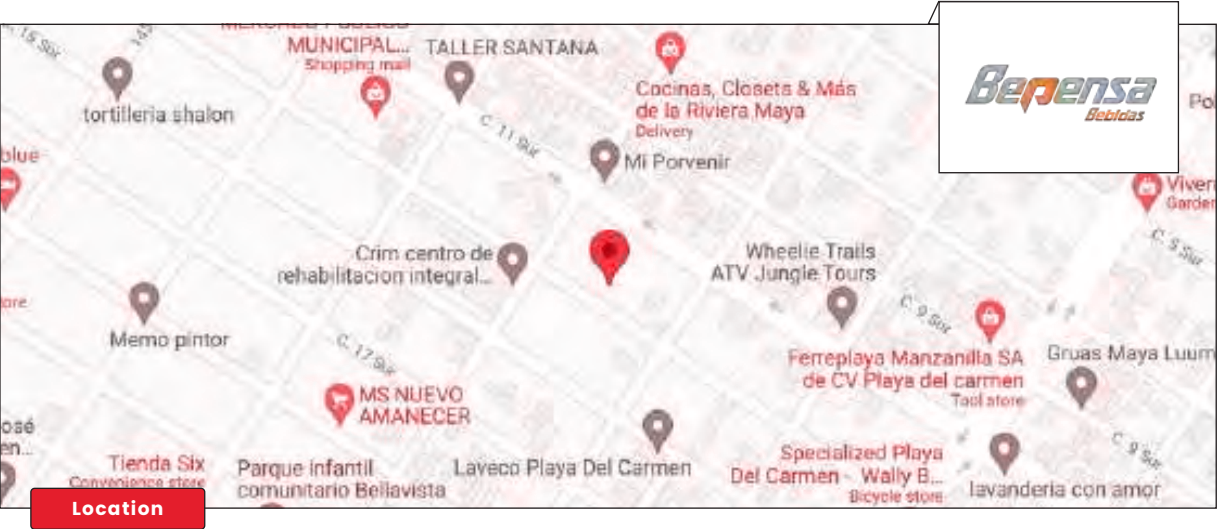 MUNICIPAL...
Shopping mall
TALLER SANTANA
tortilleria shalon
Cocinas, Closets & Más
de la Riviera Maya
Delivery
Bepensa
Bebidas
C. 11 Sur
Mi Porvenir
blue
C. 5 Sur
Crim centro de
rehabilitacion integral...
Wheelie Trails
ATV Jungle Tours
C. 9 Sur
Memo pintor
Ferreplaya Manzanilla SA
de CV Playa del carmen
Tool store
Gruas Maya Luum
MS NUEVO
AMANECER
Tienda Six
Convenience store
Parque Infantil
comunitario Bellavista
Laveco Playa Del Carmen
Specialized Playa
Del Carmen - Wally B...
Bicycle store
C. 9 Sur
lavanderia con amor
Location